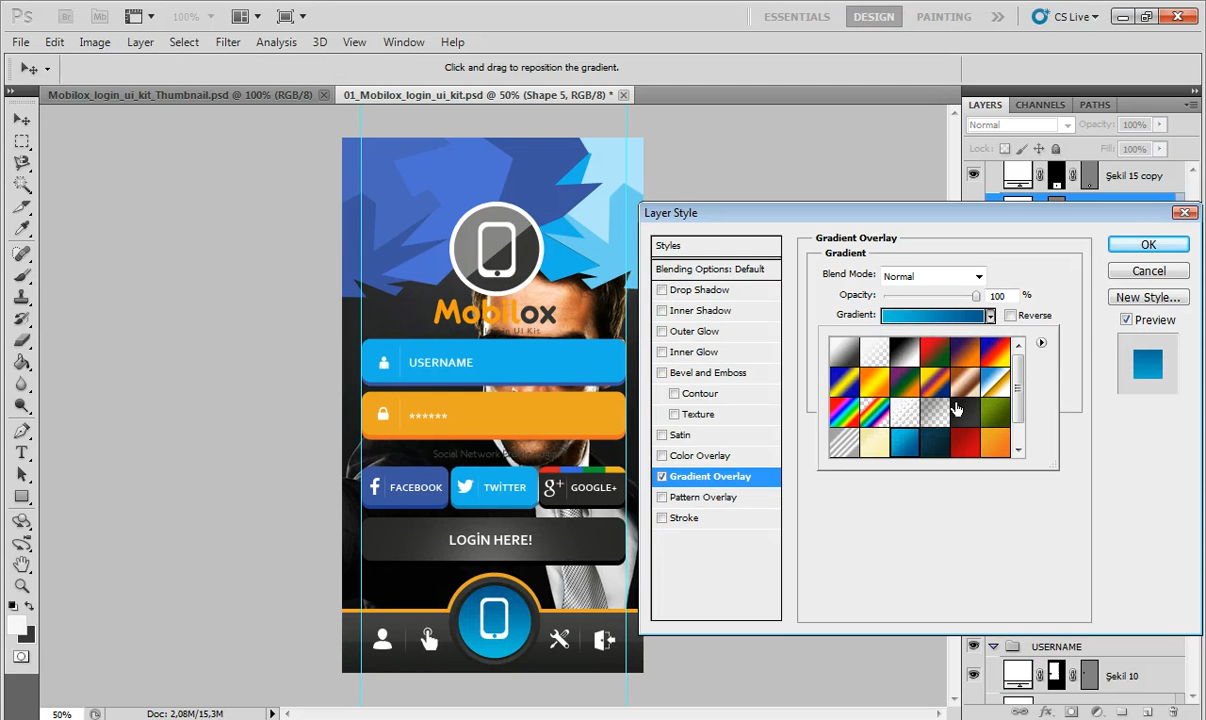 Ps Br Mb 100% ESSENTIALS DESIGN PAINTING CS Live
File Edit Image Layer Select Filter Analysis 3D View Window Help
Click and drag to reposition the gradient.
Mobilox_login_ui_kit_Thumbnail.psd @ 100% (RGB/8) 01_Mobilox_login_ui_kit.psd @ 50% (Shape 5, RGB/8) *
LAYERS CHANNELS PATHS
Normal Opacity: 100%
Lock: Fill: 100%
Şekil 15 copy
Layer Style
Styles
Blending Options: Default
Drop Shadow
Inner Shadow
Outer Glow
Inner Glow
Bevel and Emboss
Contour
Texture
Satin
Color Overlay
Gradient Overlay
Pattern Overlay
Stroke
Gradient Overlay
Gradient
Blend Mode: Normal
Opacity: 100 %
Gradient: Reverse
OK
Cancel
New Style...
Preview
Mobilox
Login UI Kit
USERNAME
******
FACEBOOK TWİTTER g+ GOOGLE+
LOGİN HERE!
USERNAME
Şekil 10
50% Doc: 2,08M/15,3M